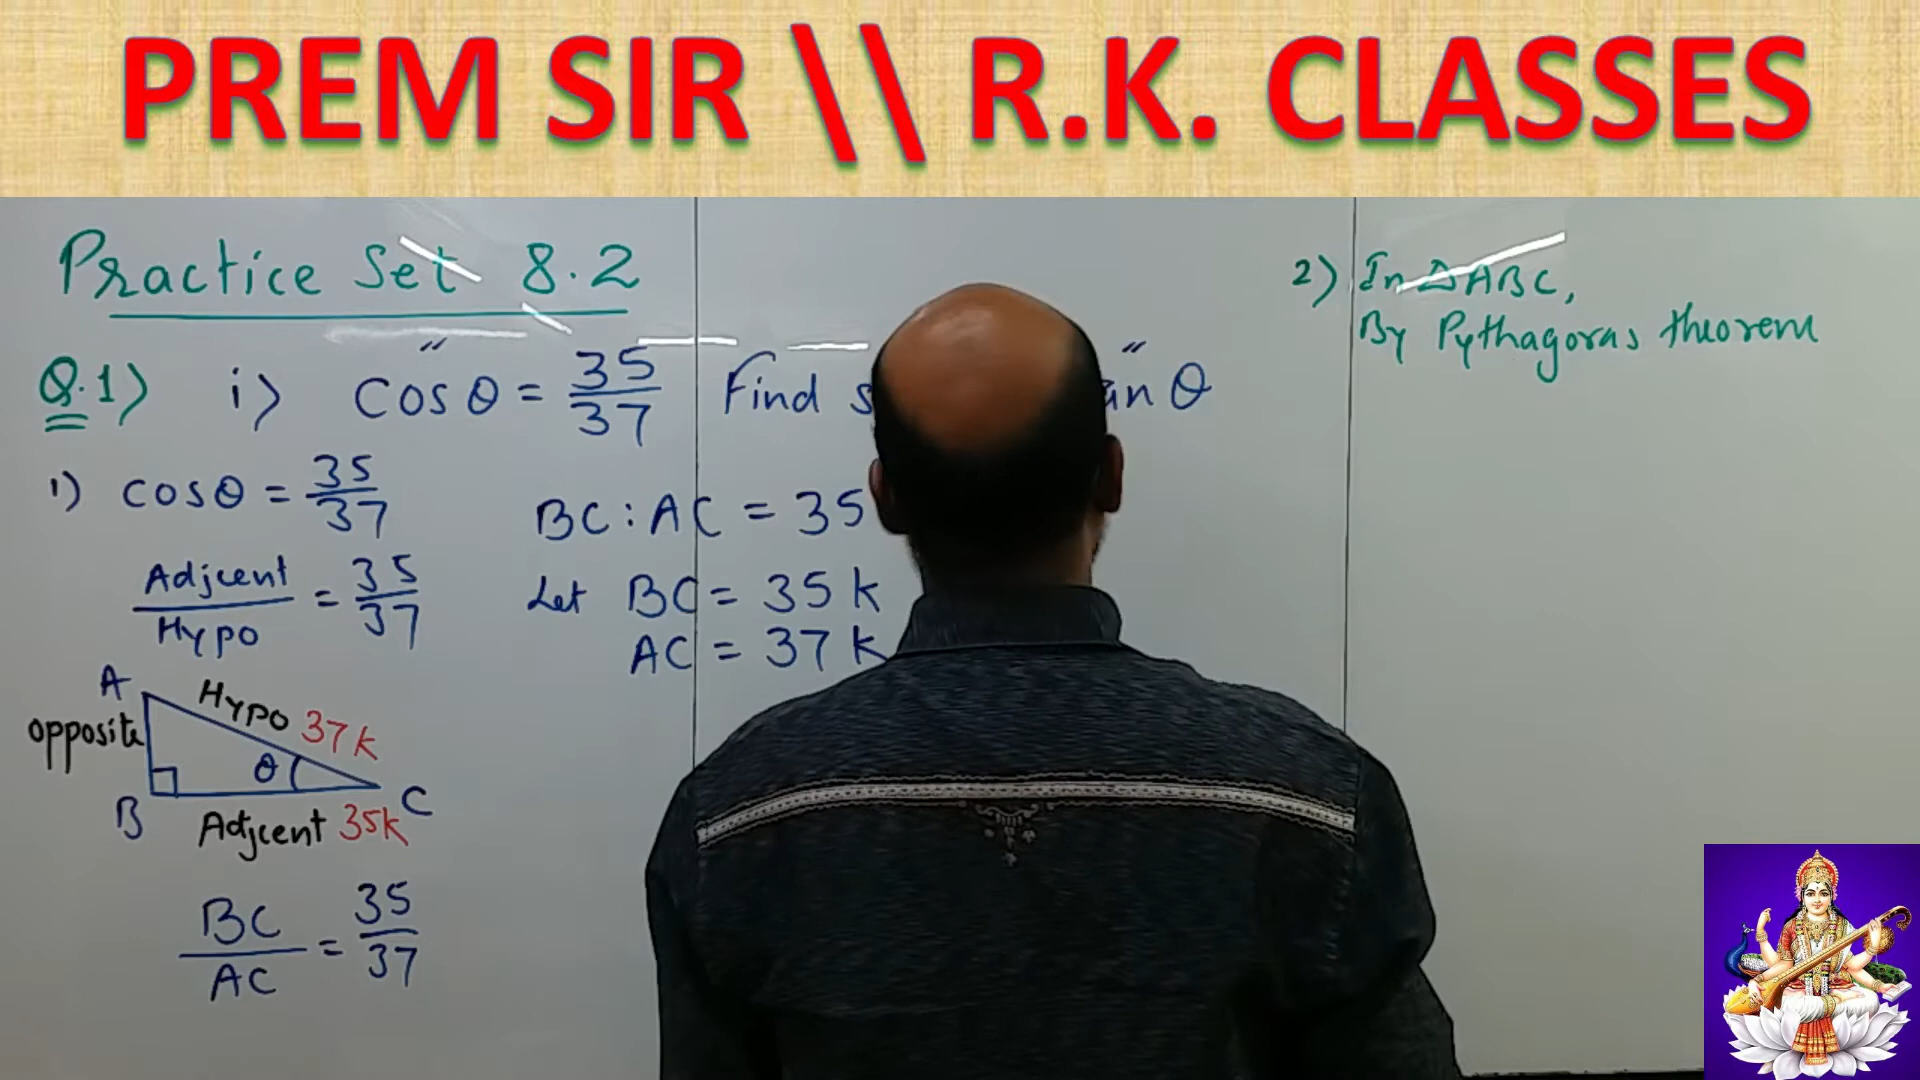 PREM SIR \\ R.K. CLASSES
Practice Set 8.2
Q.1) i) cos θ = 35/37 Find θ
1) cos θ = 35/37
Adjcent/Hypo = 35/37
A
Hypo 37k
opposite
θ
B
C
Adjcent 35k
BC/AC = 35/37
BC : AC = 35
Let BC = 35 k
AC = 37 k
2) In △ABC,
By Pythagoras theorem